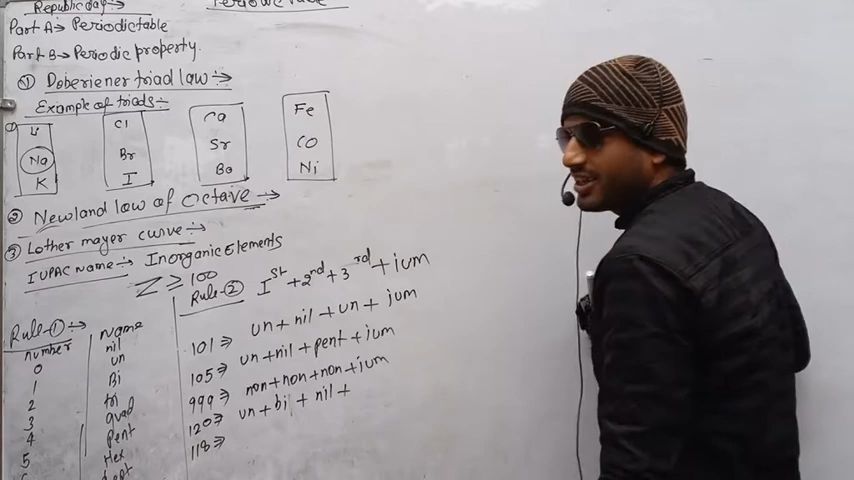 Republic day →
Periodic Table
Part A → Periodic table
Part B → Periodic property.
① Doberiener triad law ÷→
Example of triads ÷
① Li Cl Ca Fe
Na Br Sr CO
K I Ba Ni
② Newland law of octave ÷→
③ Lother mayer curve ÷→
IUPAC Name ÷→ Inorganic Elements
Z ≥ 100
Rule-① ÷→
Rule-② Ist + 2nd + 3rd + ium
number Name
0 nil
1 un
2 Bi
3 tri
4 quad
5 Pent
Hex
101 ⇒ un + nil + un + ium
105 ⇒ un + nil + pent + ium
999 ⇒ non + non + non + ium
120 ⇒ un + bi + nil +
118 ⇒